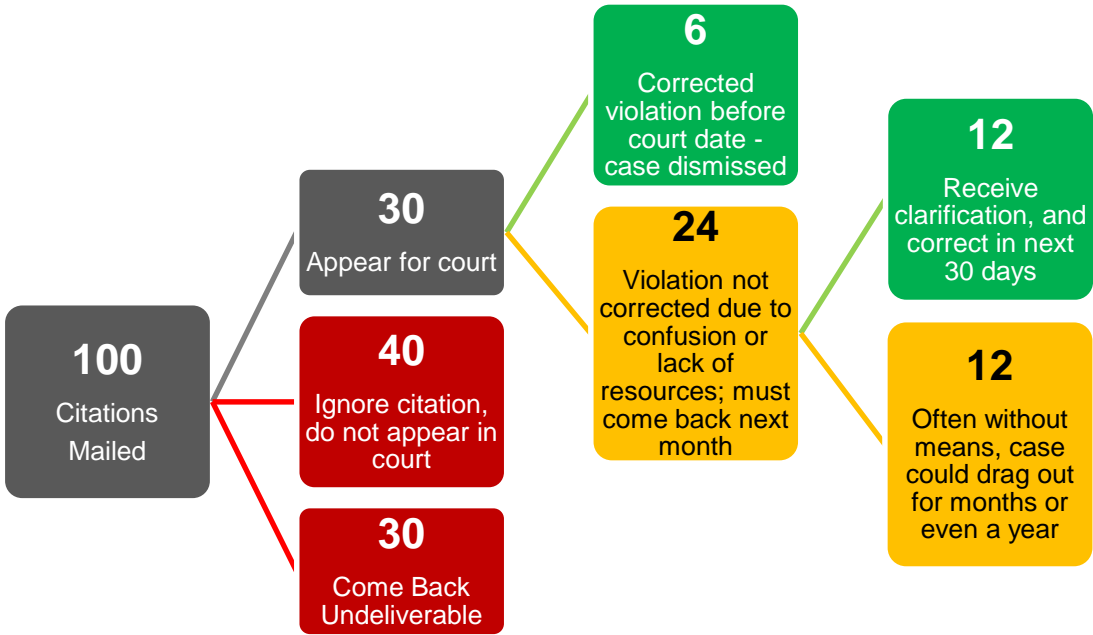 100
Citations
Mailed
30
Appear for court
40
Ignore citation,
do not appear in
court
30
Come Back
Undeliverable
6
Corrected
violation before
court date -
case dismissed
24
Violation not
corrected due to
confusion or
lack of
resources; must
come back next
month
12
Receive
clarification, and
correct in next
30 days
12
Often without
means, case
could drag out
for months or
even a year